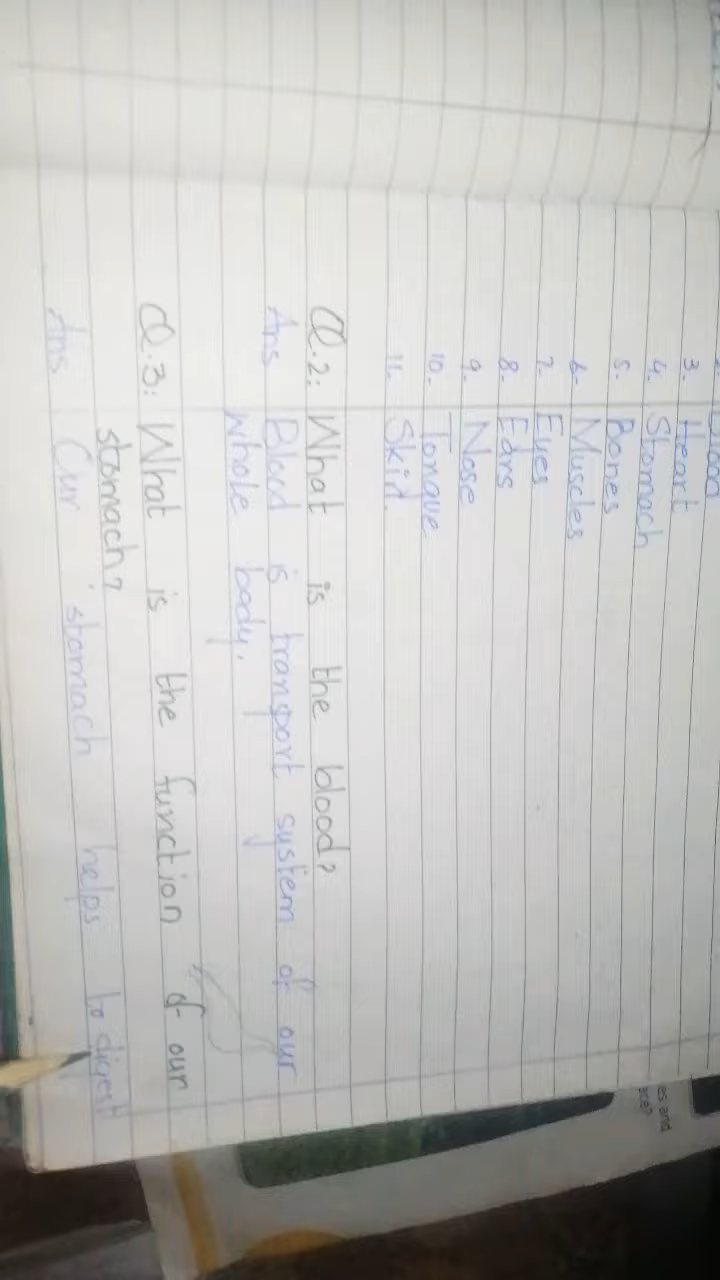 3. Heart
4. Stomach
5. Bones
6. Muscles
7. Eyes
8. Ears
9. Nose
10. Tongue
11. Skin.
Q.2: What is the blood?
Ans Blood is transport system of our
whole body.
Q.3: What is the function of our
stomach?
Ans Our stomach helps to digest
es and